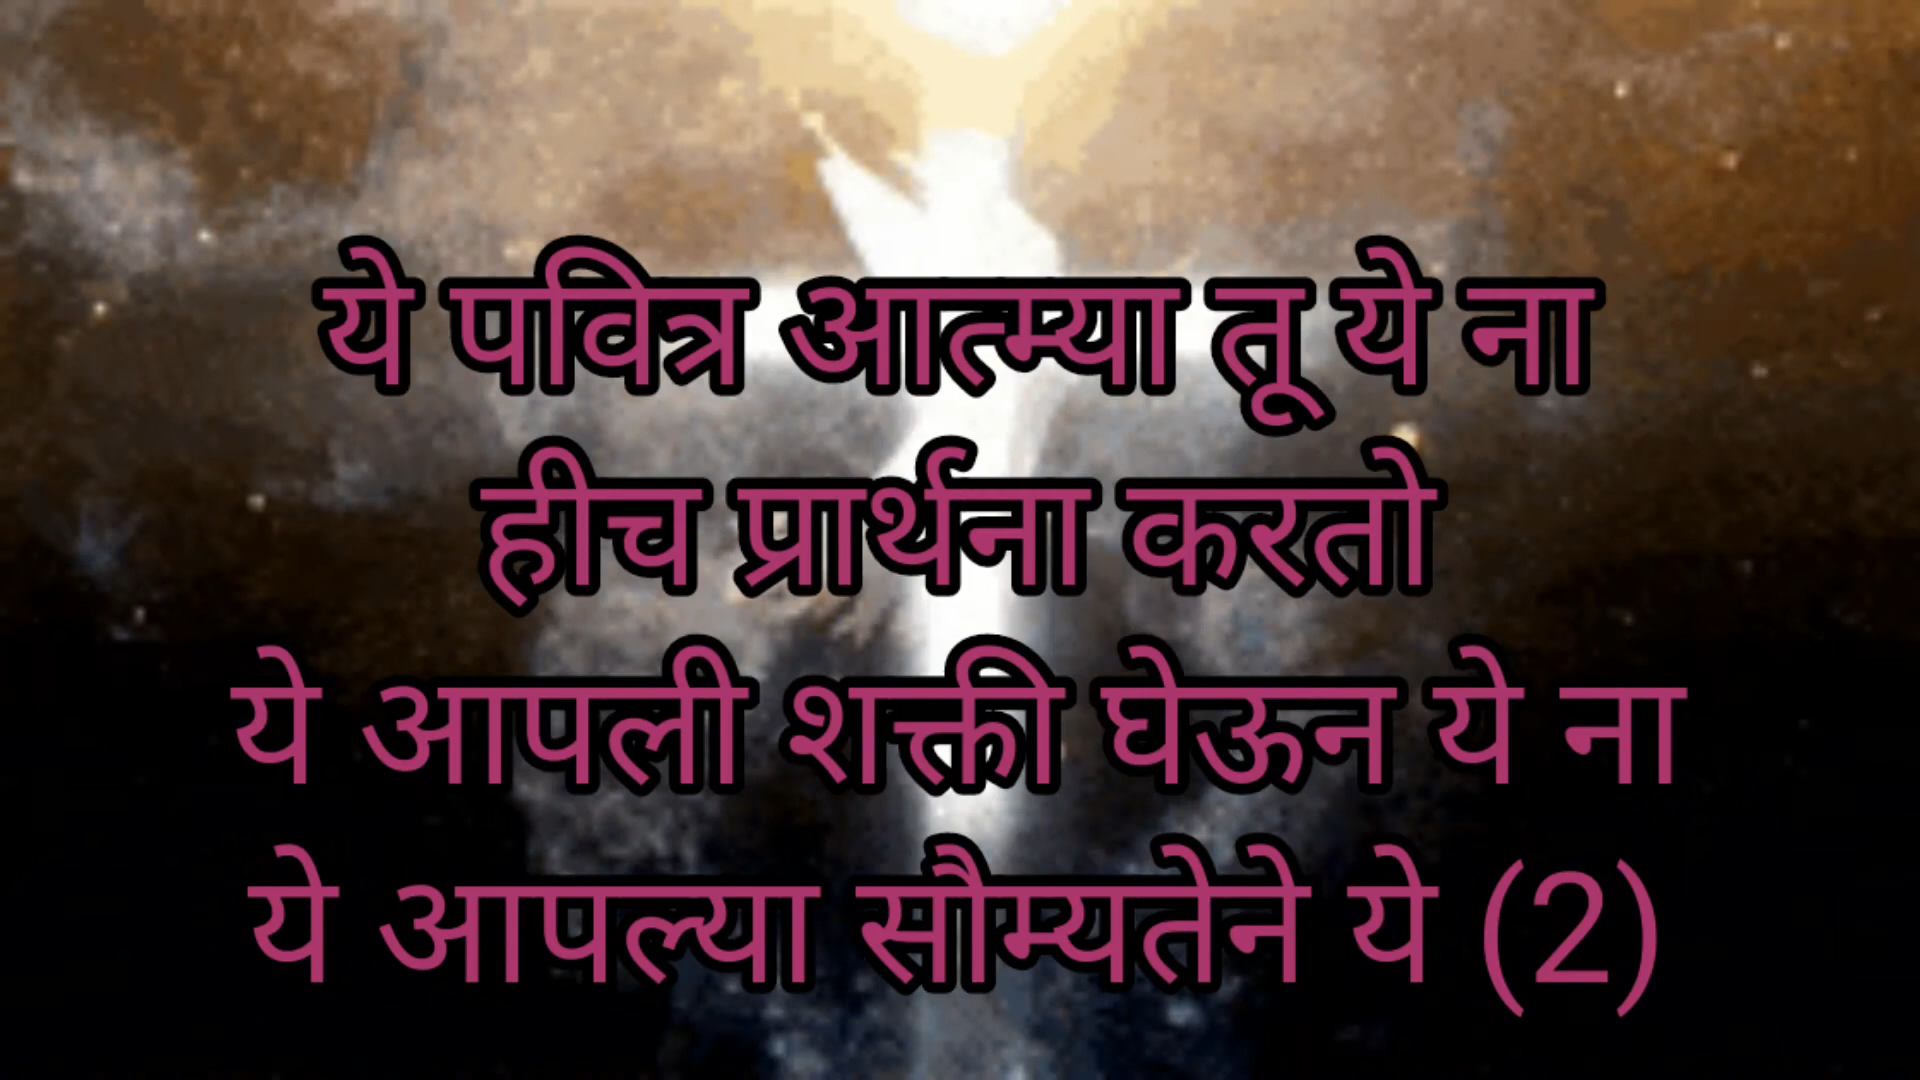 ये पवित्र आत्म्या तू ये ना
हीच प्रार्थना करतो
ये आपली शक्ती घेऊन ये ना
ये आपल्या सौम्यतेने ये (2)